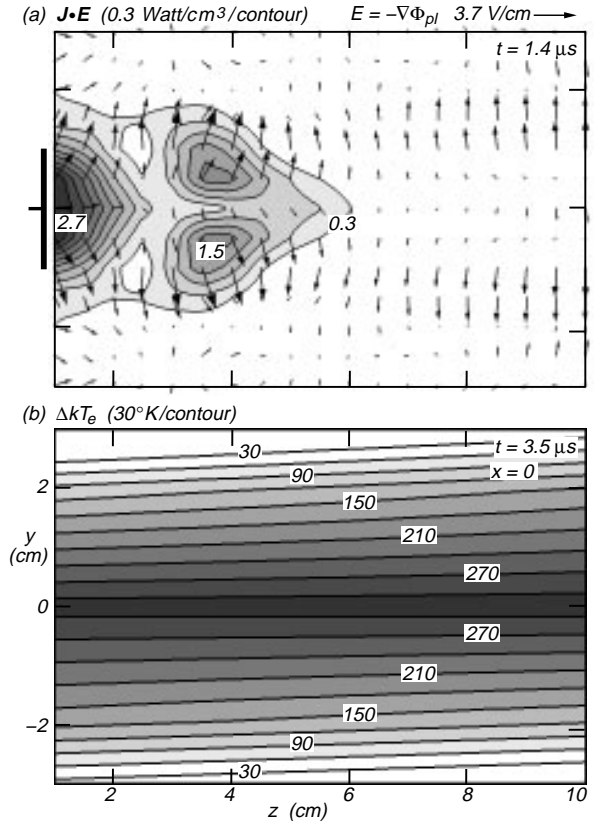 (a) J•E (0.3 Watt/cm³/contour) E = −∇Φpl 3.7 V/cm
t = 1.4 μs
2.7
1.5
0.3
(b) ΔkTe (30°K/contour)
t = 3.5 μs
x = 0
30
90
150
210
270
270
210
150
90
30
2
0
−2
y
(cm)
2 4 6 8 10
z (cm)